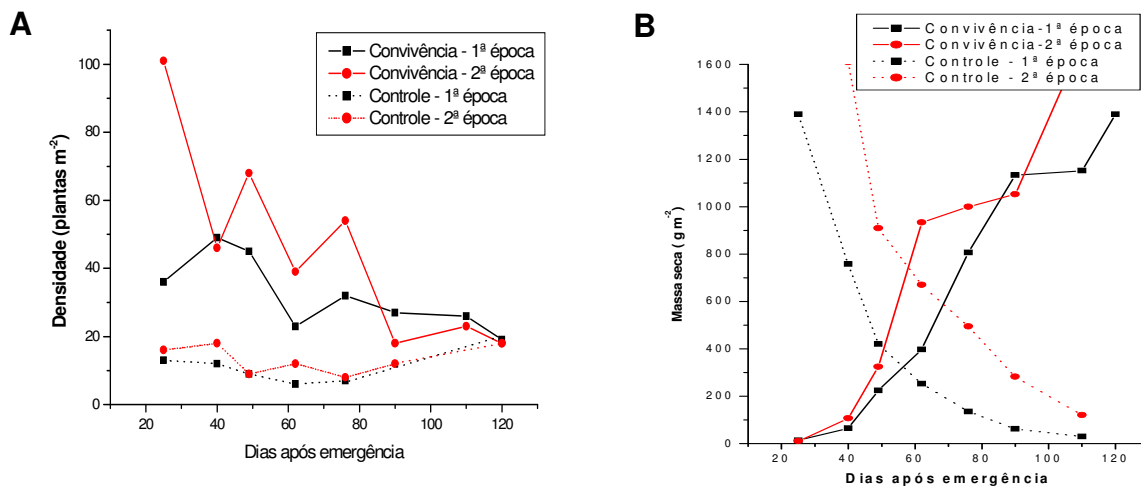 A
Convivência - 1ª época
Convivência - 2ª época
Controle - 1ª época
Controle - 2ª época
Densidade (plantas m-2)
100
80
60
40
20
0
20 40 60 80 100 120
Dias após emergência
B
Convivência-1ª época
Convivência-2ª época
Controle - 1ª época
Controle - 2ª época
Massa seca (gm-2)
1600
1400
1200
1000
800
600
400
200
0
20 40 60 80 100 120
Dias após emergência